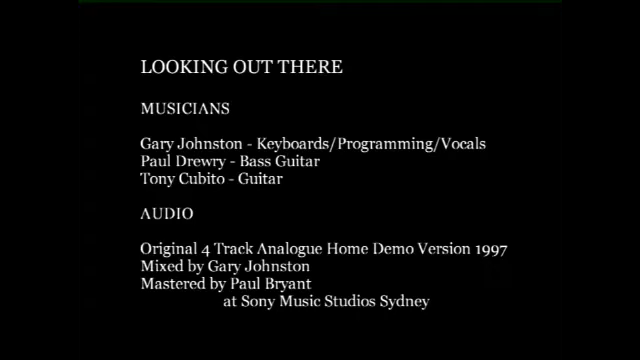 LOOKING OUT THERE
MUSICIANS
Gary Johnston - Keyboards/Programming/Vocals
Paul Drewry - Bass Guitar
Tony Cubito - Guitar
AUDIO
Original 4 Track Analogue Home Demo Version 1997
Mixed by Gary Johnston
Mastered by Paul Bryant
at Sony Music Studios Sydney